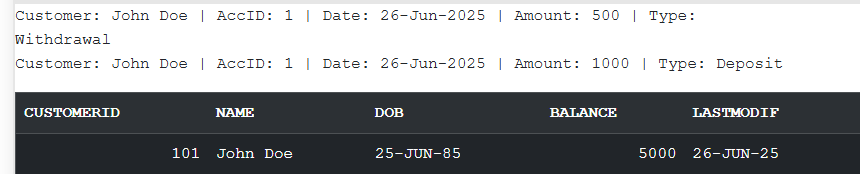 Customer: John Doe | AccID: 1 | Date: 26-Jun-2025 | Amount: 500 | Type:
Withdrawal
Customer: John Doe | AccID: 1 | Date: 26-Jun-2025 | Amount: 1000 | Type: Deposit
CUSTOMERID NAME DOB BALANCE LASTMODIF
101 John Doe 25-JUN-85 5000 26-JUN-25